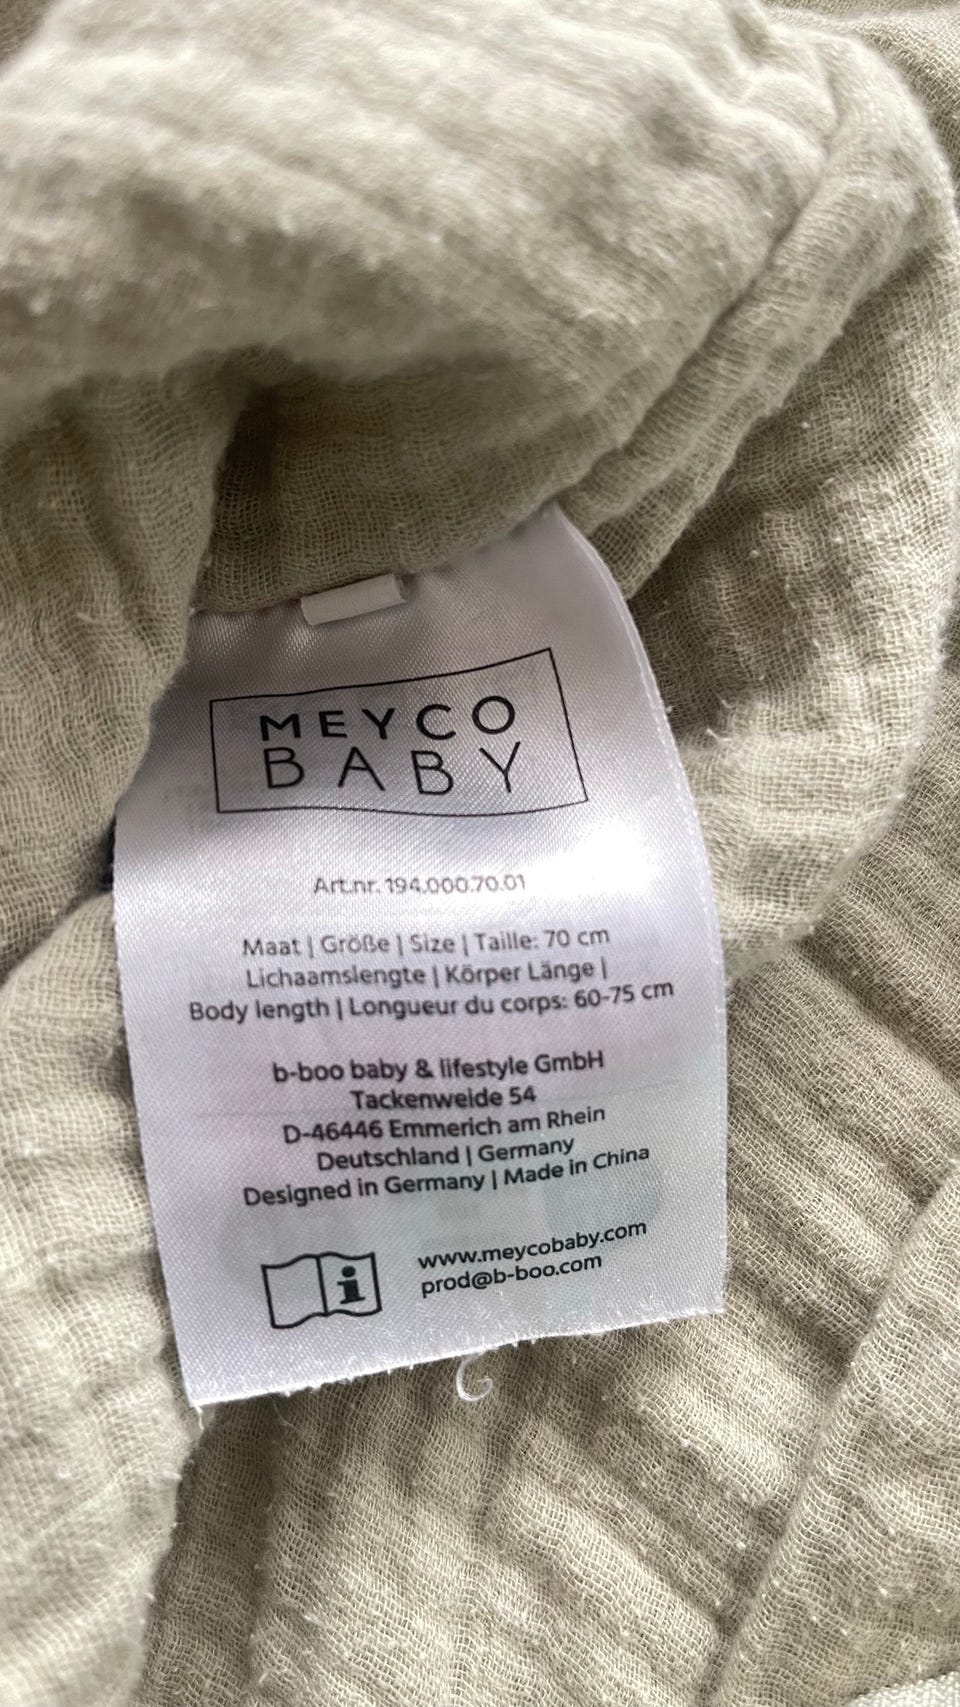 MEYCO
BABY
Art.nr. 194.000.70.01
Maat | Größe | Size | Taille: 70 cm
Lichaamslengte | Körper Länge |
Body length | Longueur du corps: 60-75 cm
b-boo baby & lifestyle GmbH
Tackenweide 54
D-46446 Emmerich am Rhein
Deutschland | Germany
Designed in Germany | Made in China
www.meycobaby.com
prod@b-boo.com